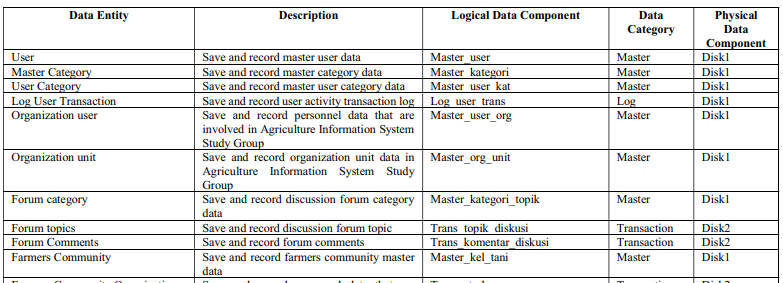 Data Entity Description Logical Data Component Data Category Physical Data Component
User Save and record master user data Master_user Master Disk1
Master Category Save and record master category data Master_kategori Master Disk1
User Category Save and record master user category data Master_user_kat Master Disk1
Log User Transaction Save and record user activity transaction log Log_user_trans Log Disk1
Organization user Save and record personnel data that are Master_user_org Master Disk1
involved in Agriculture Information System
Study Group
Organization unit Save and record organization unit data in Master_org_unit Master Disk1
Agriculture Information System Study
Group
Forum category Save and record discussion forum category Master_kategori_topik Master Disk1
data
Forum topics Save and record discussion forum topic Trans_topik_diskusi Transaction Disk2
Forum Comments Save and record forum comments Trans_komentar_diskusi Transaction Disk2
Farmers Community Save and record farmers community master Master_kel_tani Master Disk1
data